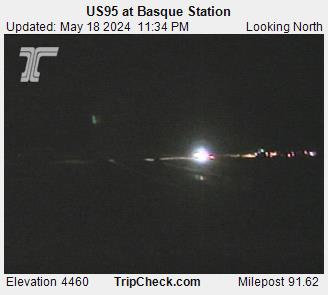 US95 at Basque Station
Updated: May 18 2024 11:34 PM Looking North
Elevation 4460 TripCheck.com Milepost 91.62